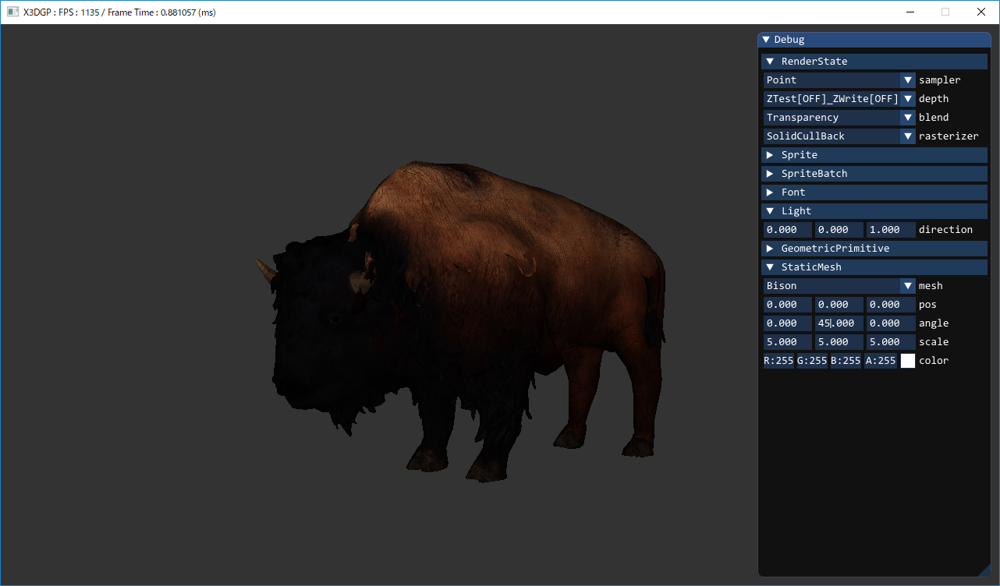 X3DGP : FPS : 1135 / Frame Time : 0.881057 (ms)
Debug
RenderState
Point sampler
ZTest[OFF]_ZWrite[OFF] depth
Transparency blend
SolidCullBack rasterizer
Sprite
SpriteBatch
Font
Light
0.000 0.000 1.000 direction
GeometricPrimitive
StaticMesh
Bison mesh
0.000 0.000 0.000 pos
0.000 45.000 0.000 angle
5.000 5.000 5.000 scale
R:255 G:255 B:255 A:255 color